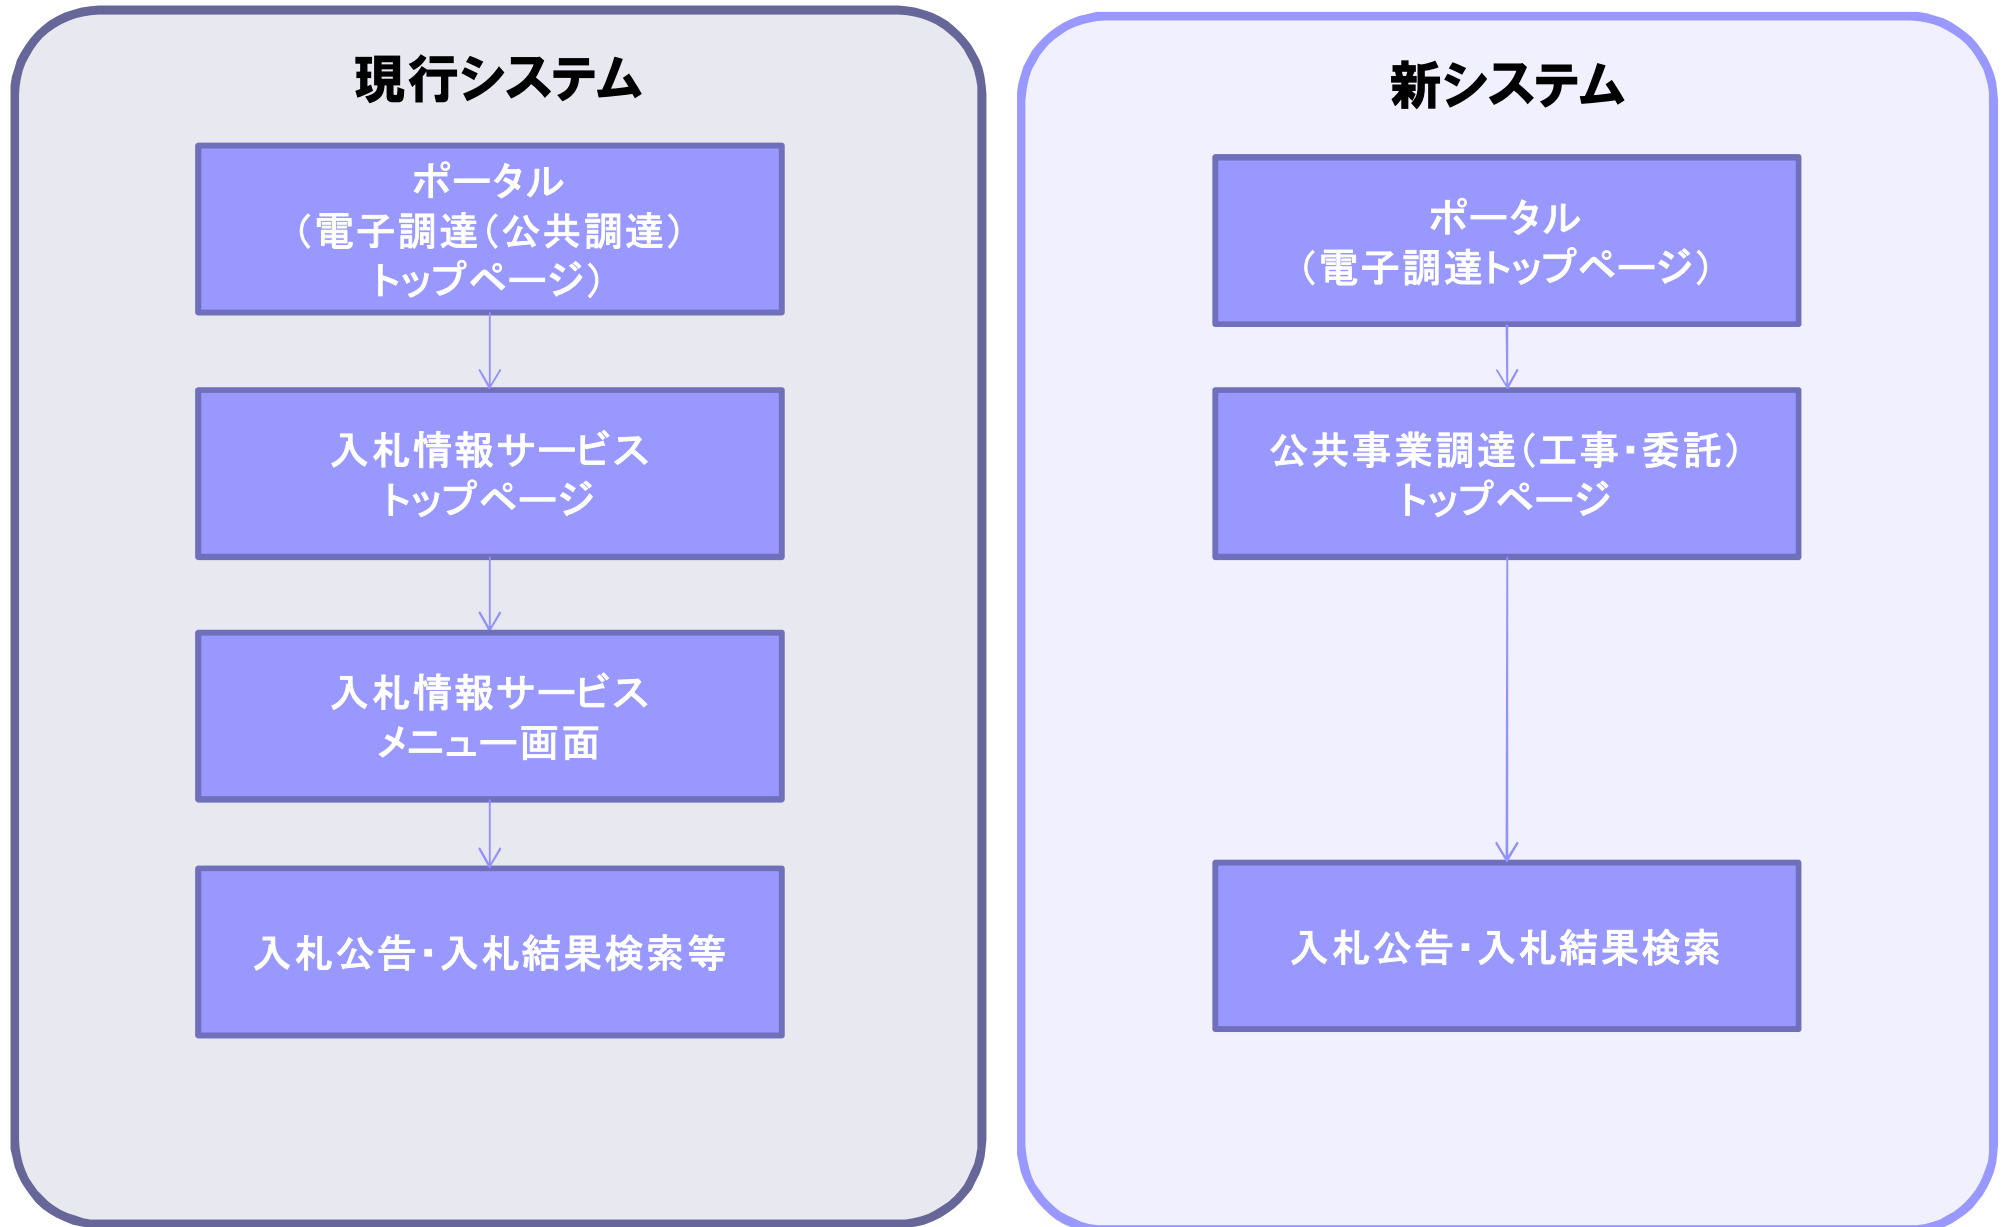 現行システム
ポータル
（電子調達（公共調達）
トップページ）
入札情報サービス
トップページ
入札情報サービス
メニュー画面
入札公告・入札結果検索等
新システム
ポータル
（電子調達トップページ）
公共事業調達（工事・委託）
トップページ
入札公告・入札結果検索